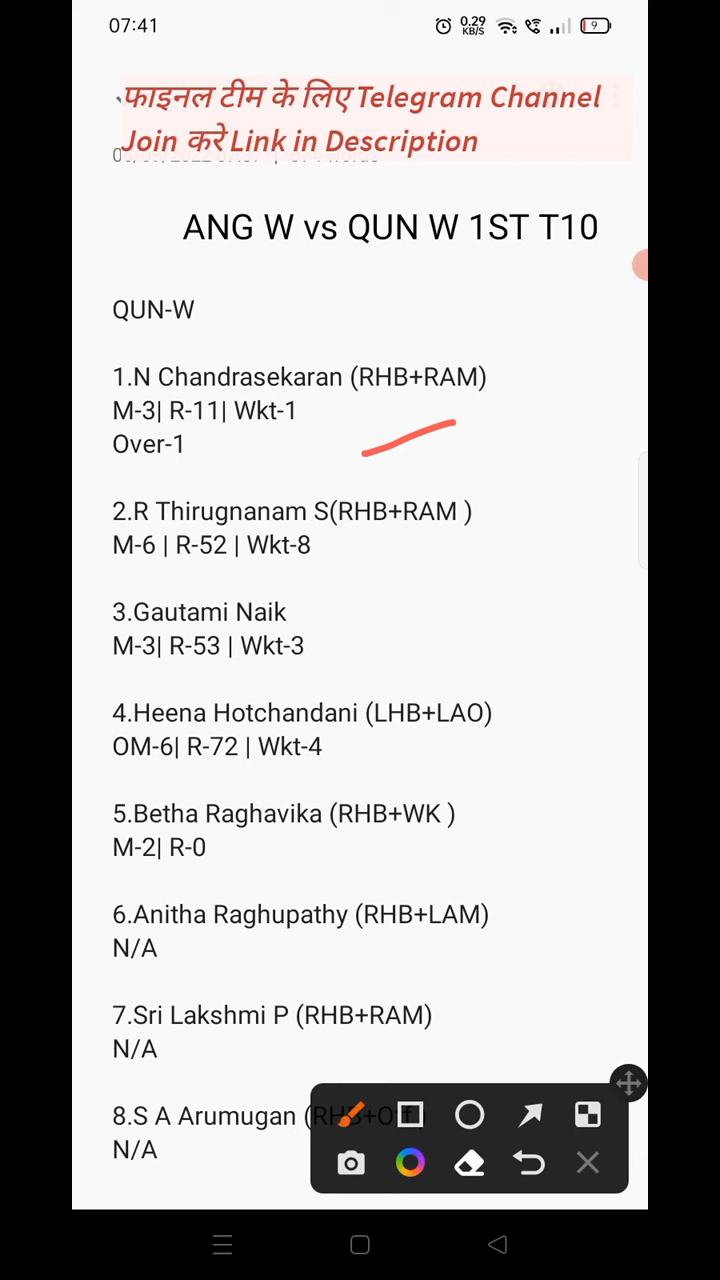 07:41
0.29
KB/S
9
फाइनल टीम के लिए Telegram Channel
Join करे Link in Description
ANG W vs QUN W 1ST T10
QUN-W
1.N Chandrasekaran (RHB+RAM)
M-3| R-11| Wkt-1
Over-1
2.R Thirugnanam S(RHB+RAM )
M-6 | R-52 | Wkt-8
3.Gautami Naik
M-3| R-53 | Wkt-3
4.Heena Hotchandani (LHB+LAO)
OM-6| R-72 | Wkt-4
5.Betha Raghavika (RHB+WK )
M-2| R-0
6.Anitha Raghupathy (RHB+LAM)
N/A
7.Sri Lakshmi P (RHB+RAM)
N/A
8.S A Arumugan (RHB+Off )
N/A